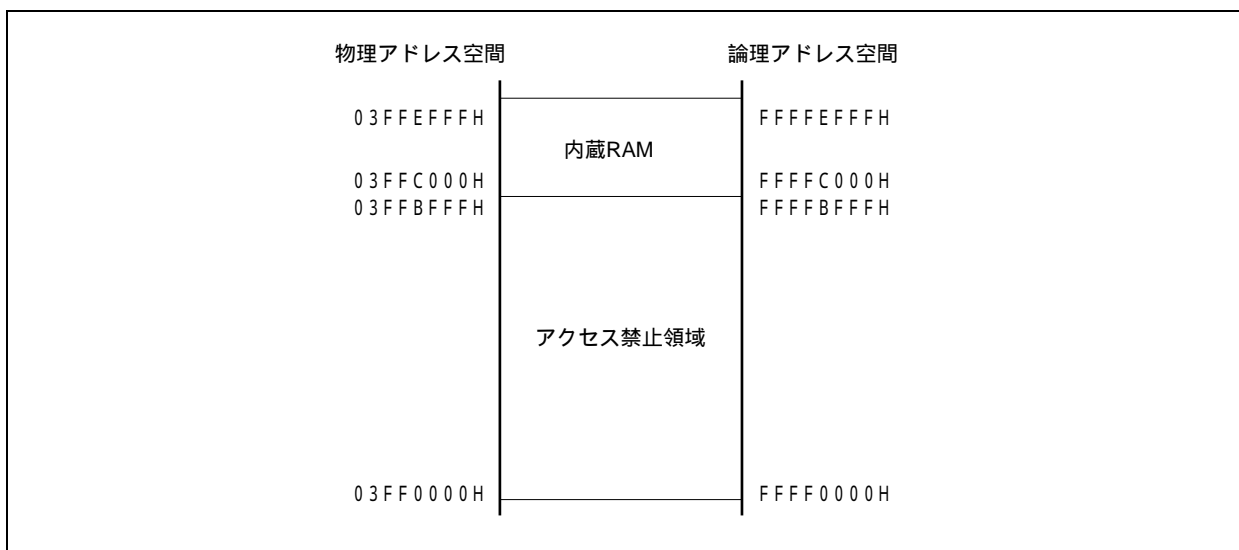 物理アドレス空間 論理アドレス空間
03FFEFFFH FFFFEFFFH
内蔵RAM
03FFC000H FFFFC000H
03FFBFFFH FFFFBFFFH
アクセス禁止領域
03FF0000H FFFF0000H